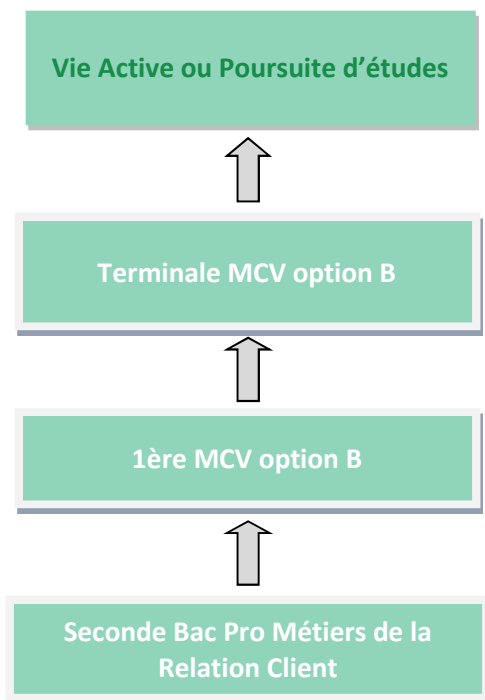 Vie Active ou Poursuite d’études
Terminale MCV option B
1ère MCV option B
Seconde Bac Pro Métiers de la
Relation Client